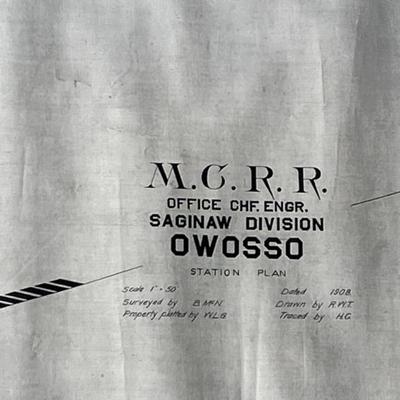 M.C.R.R.
OFFICE CHF. ENGR.
SAGINAW DIVISION
OWOSSO
STATION PLAN
Scale 1" = 50'
Dated 1908.
Surveyed by B.McN.
Drawn by R.W.T.
Property platted by W.L.B.
Traced by H.G.